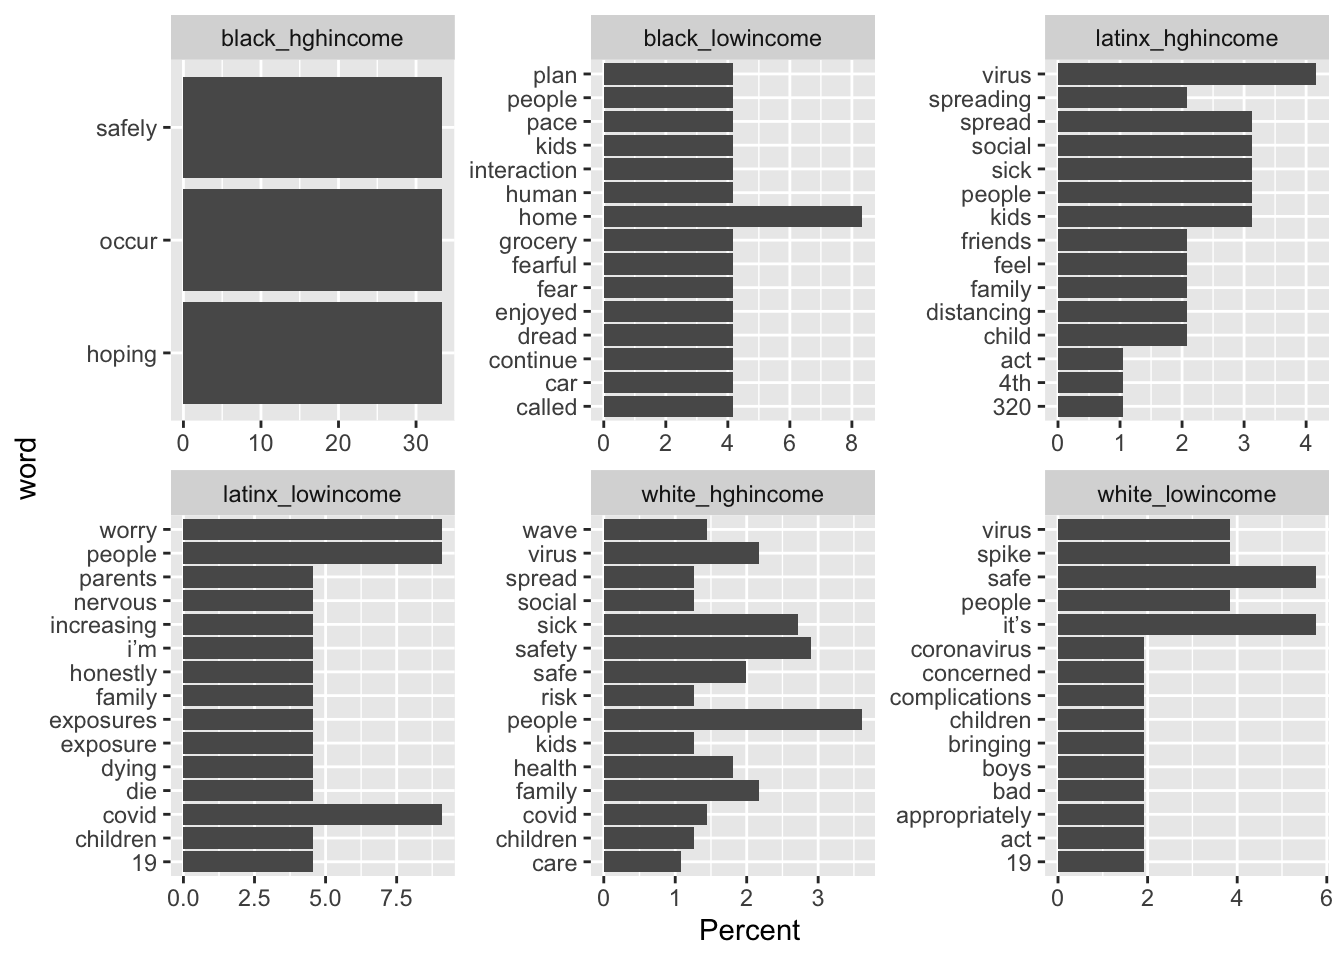 black_hghincome
safely
occur
hoping
0 10 20 30
black_lowincome
plan
people
pace
kids
interaction
human
home
grocery
fearful
fear
enjoyed
dread
continue
car
called
0 2 4 6 8
latinx_hghincome
virus
spreading
spread
social
sick
people
kids
friends
feel
family
distancing
child
act
4th
320
0 1 2 3 4
word
latinx_lowincome
worry
people
parents
nervous
increasing
i’m
honestly
family
exposures
exposure
dying
die
covid
children
19
0.0 2.5 5.0 7.5
white_hghincome
wave
virus
spread
social
sick
safety
safe
risk
people
kids
health
family
covid
children
care
0 1 2 3
white_lowincome
virus
spike
safe
people
it’s
coronavirus
concerned
complications
children
bringing
boys
bad
appropriately
act
19
0 2 4 6
Percent